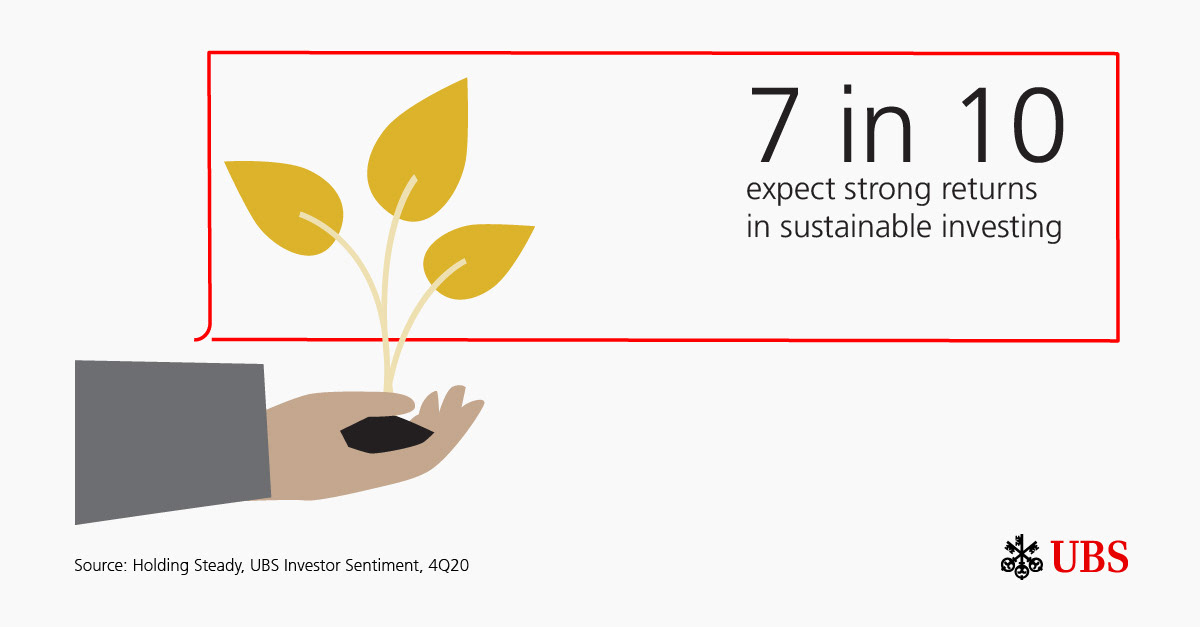 7 in 10
expect strong returns
in sustainable investing
Source: Holding Steady, UBS Investor Sentiment, 4Q20
UBS